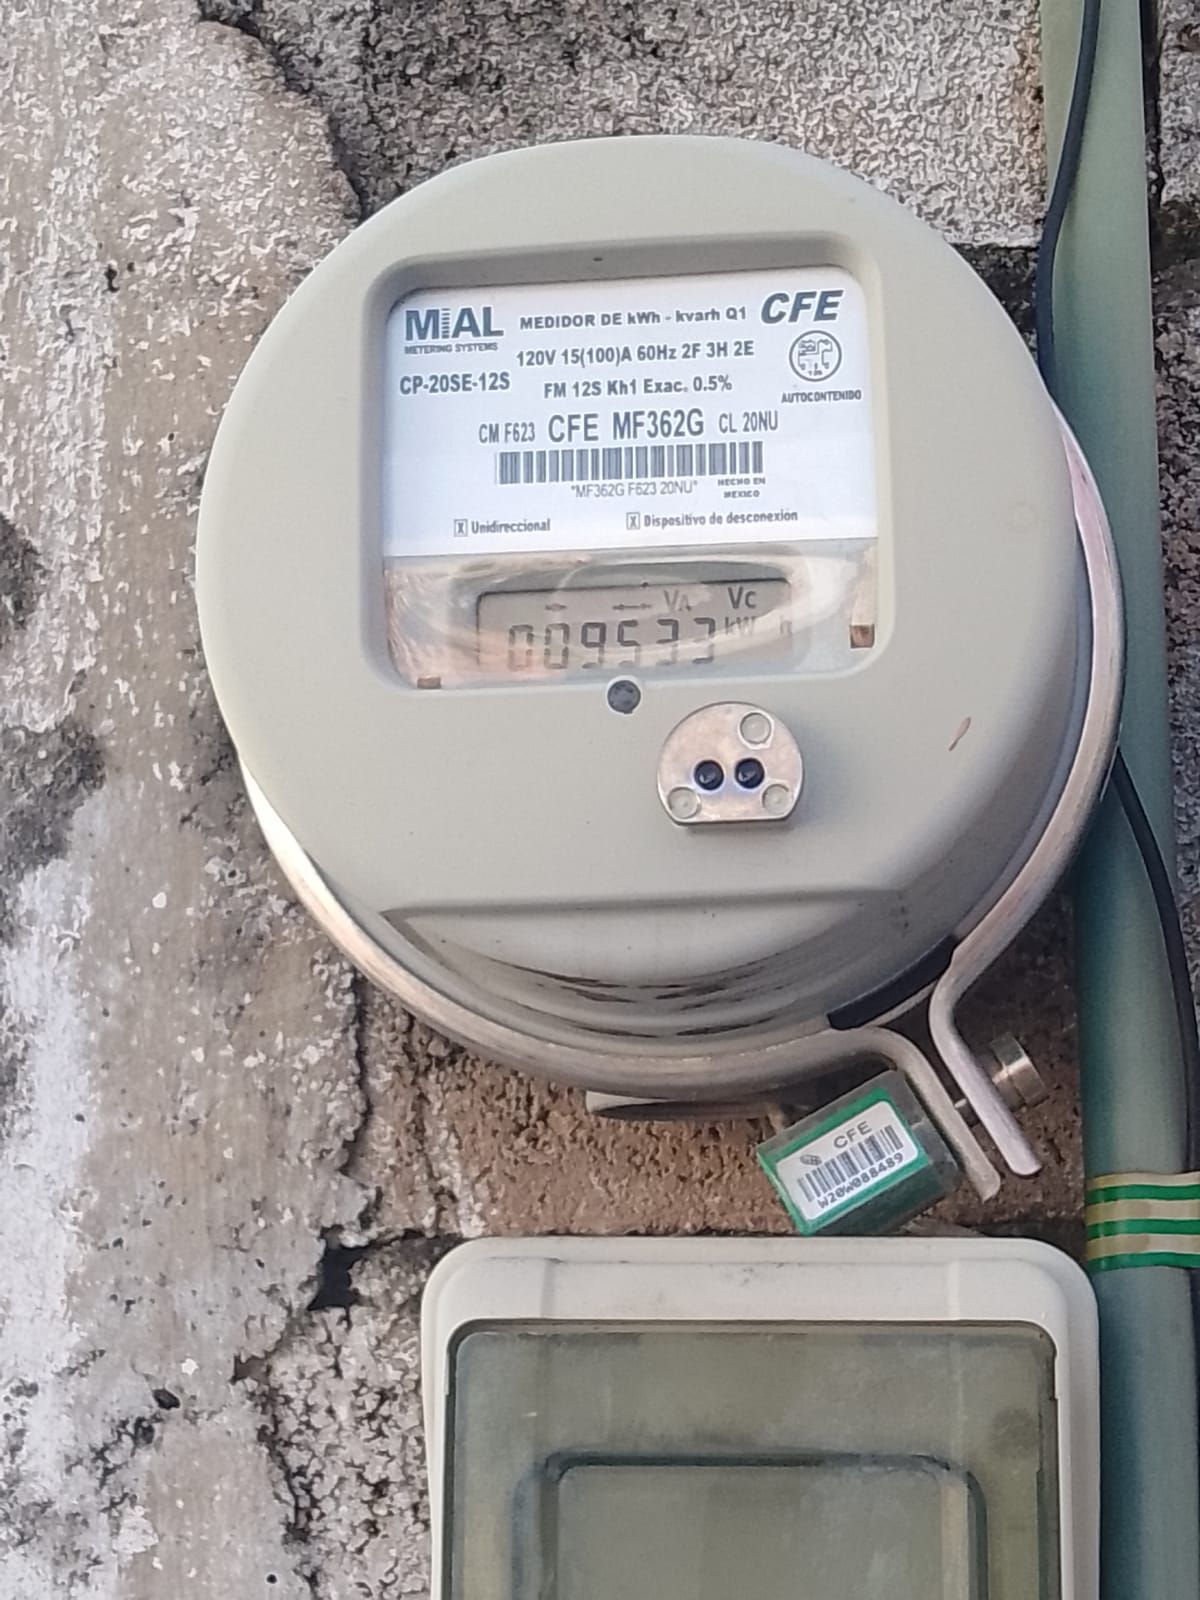 MIAL
METERING SYSTEMS
MEDIDOR DE kWh - kvarh Q1
CFE
120V 15(100)A 60Hz 2F 3H 2E
CP-20SE-12S
FM 12S Kh1 Exac. 0.5%
AUTOCONTENIDO
CM F623 CFE MF362G CL 20NU
*MF362G F623 20NU*
HECHO EN
MEXICO
X Unidireccional
X Dispositivo de desconexión
VA VC
009533 kW h
CFE
W20W088489